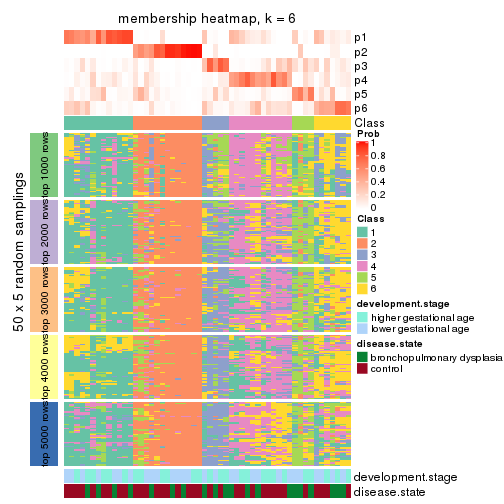 membership heatmap, k = 6
p1
p2
p3
p4
p5
p6
Class
50 x 5 random samplings
top 1000 rows
top 2000 rows
top 3000 rows
top 4000 rows
top 5000 rows
Prob
1
0.8
0.6
0.4
0.2
0
Class
1
2
3
4
5
6
development.stage
higher gestational age
lower gestational age
disease.state
bronchopulmonary dysplasia
control
development.stage
disease.state